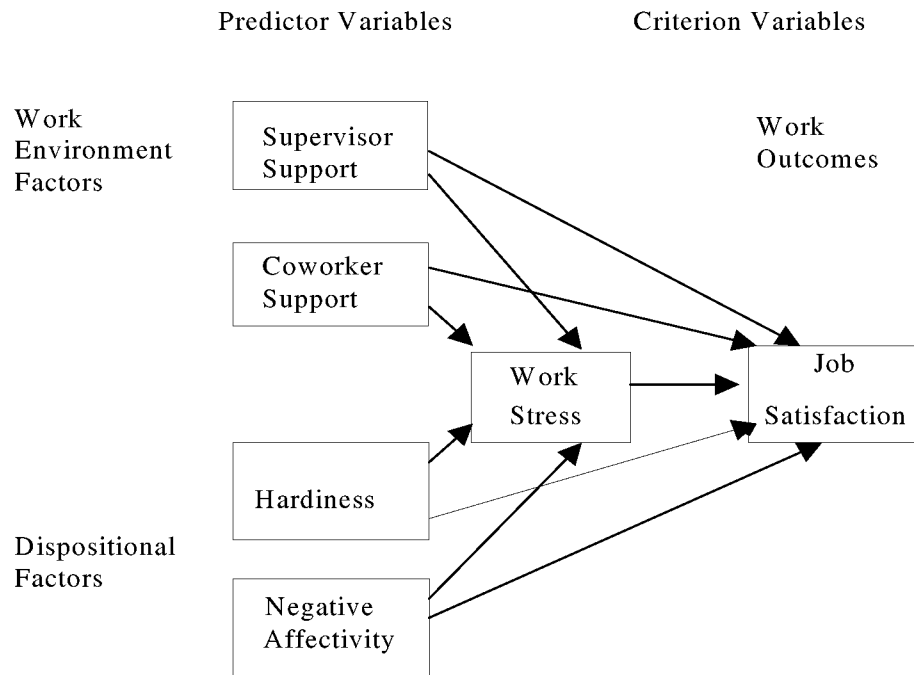 Predictor Variables
Criterion Variables
Work
Environment
Factors
Supervisor
Support
Work
Outcomes
Coworker
Support
Work
Stress
Job
Satisfaction
Hardiness
Dispositional
Factors
Negative
Affectivity